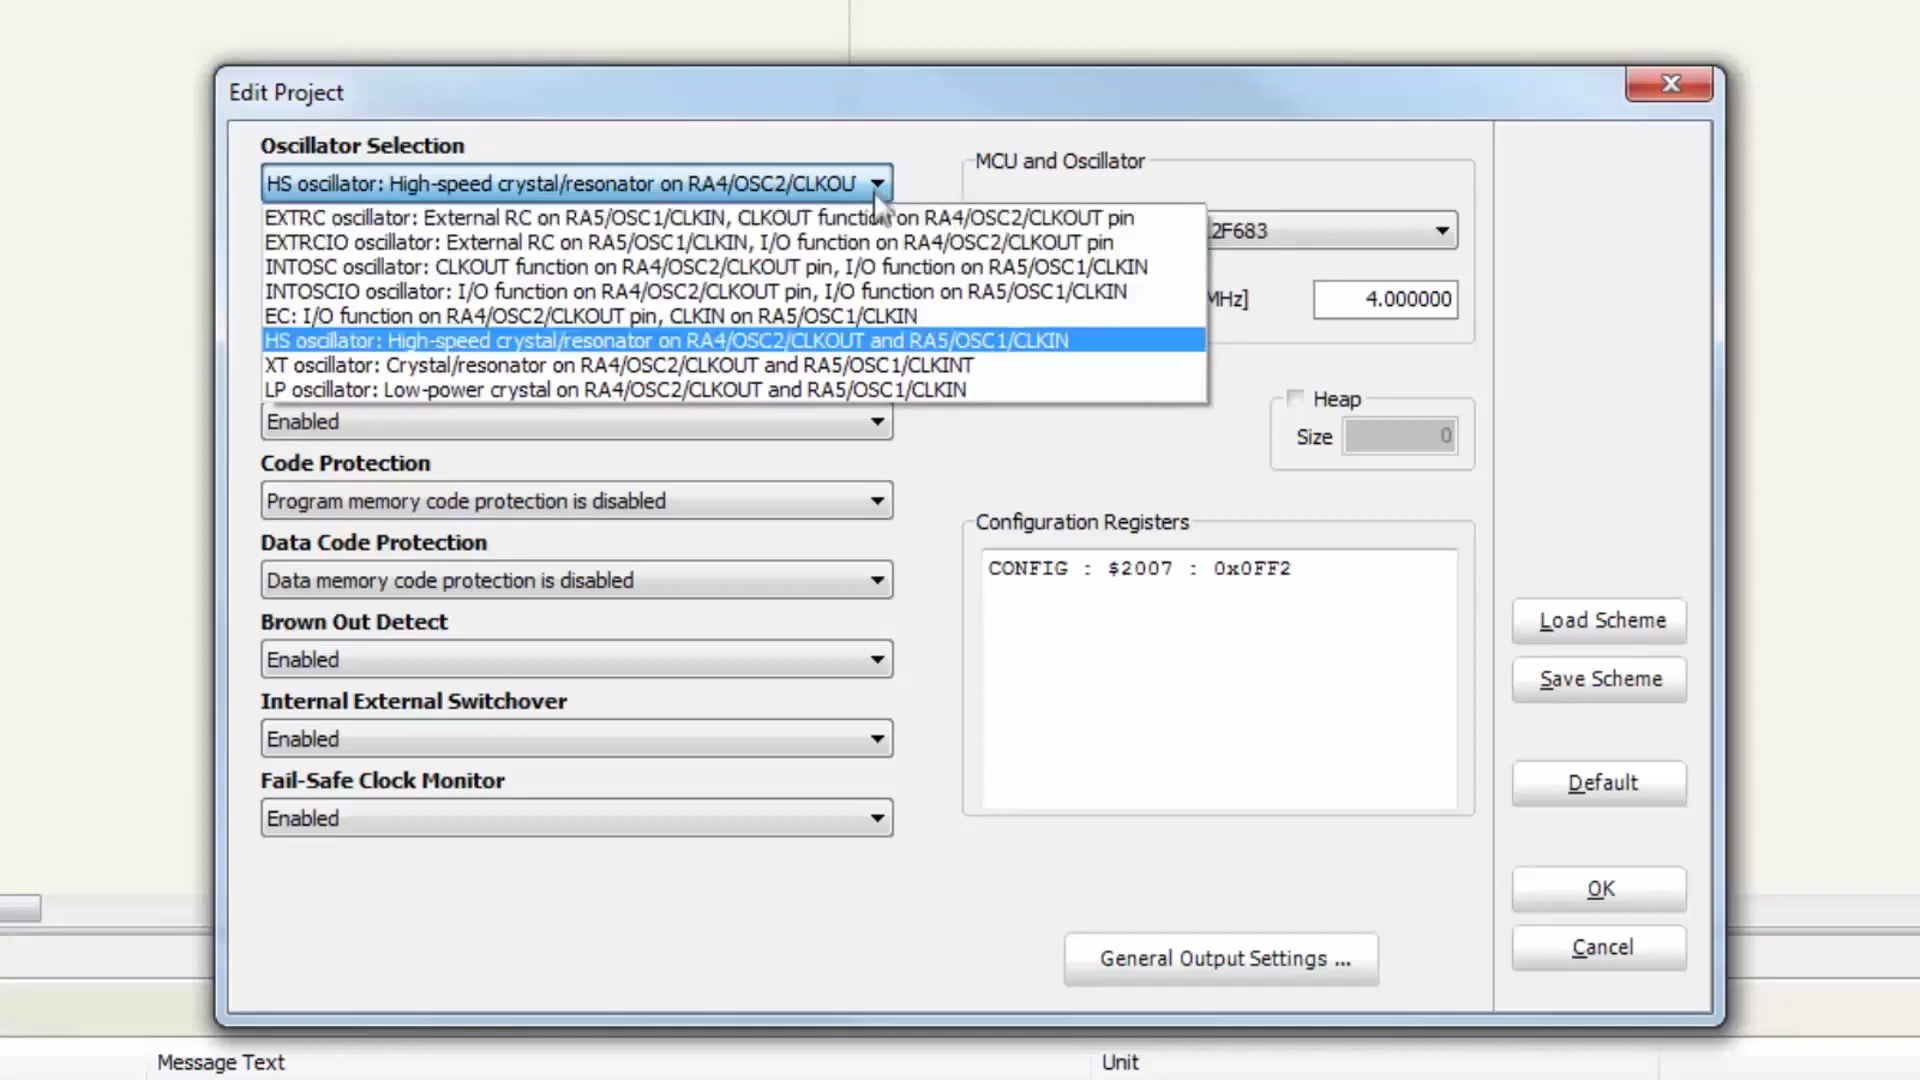 Edit Project
Oscillator Selection
HS oscillator: High-speed crystal/resonator on RA4/OSC2/CLKOU
EXTRC oscillator: External RC on RA5/OSC1/CLKIN, CLKOUT function on RA4/OSC2/CLKOUT pin
EXTRCIO oscillator: External RC on RA5/OSC1/CLKIN, I/O function on RA4/OSC2/CLKOUT pin
INTOSC oscillator: CLKOUT function on RA4/OSC2/CLKOUT pin, I/O function on RA5/OSC1/CLKIN
INTOSCIO oscillator: I/O function on RA4/OSC2/CLKOUT pin, I/O function on RA5/OSC1/CLKIN
EC: I/O function on RA4/OSC2/CLKOUT pin, CLKIN on RA5/OSC1/CLKIN
HS oscillator: High-speed crystal/resonator on RA4/OSC2/CLKOUT and RA5/OSC1/CLKIN
XT oscillator: Crystal/resonator on RA4/OSC2/CLKOUT and RA5/OSC1/CLKINT
LP oscillator: Low-power crystal on RA4/OSC2/CLKOUT and RA5/OSC1/CLKIN
Enabled
Code Protection
Program memory code protection is disabled
Data Code Protection
Data memory code protection is disabled
Brown Out Detect
Enabled
Internal External Switchover
Enabled
Fail-Safe Clock Monitor
Enabled
MCU and Oscillator
2F683
MHz]
4.000000
Heap
Size
0
Configuration Registers
CONFIG : $2007 : 0x0FF2
General Output Settings ...
Load Scheme
Save Scheme
Default
OK
Cancel
Message Text
Unit